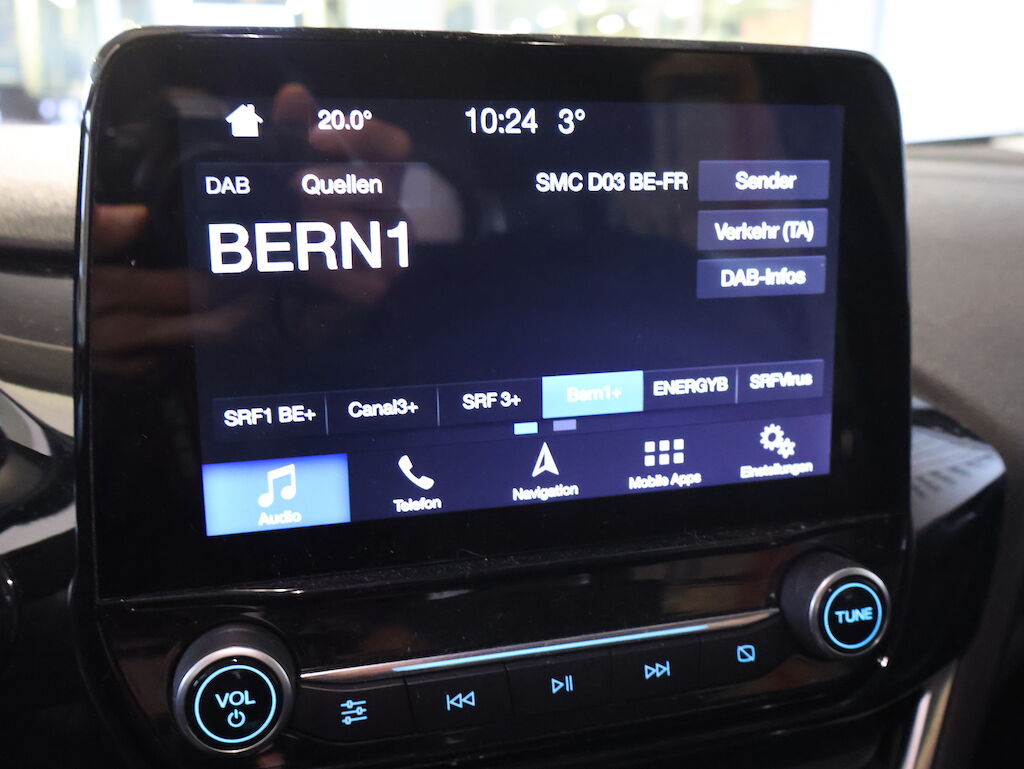 20.0° 10:24 3°
DAB Quellen SMC D03 BE-FR Sender
BERN1
Verkehr (TA)
DAB-Infos
SRF1 BE+ Canal3+ SRF 3+ Bern1+ ENERGYB SRFVirus
Audio Telefon Navigation Mobile Apps Einstellungen
TUNE
VOL